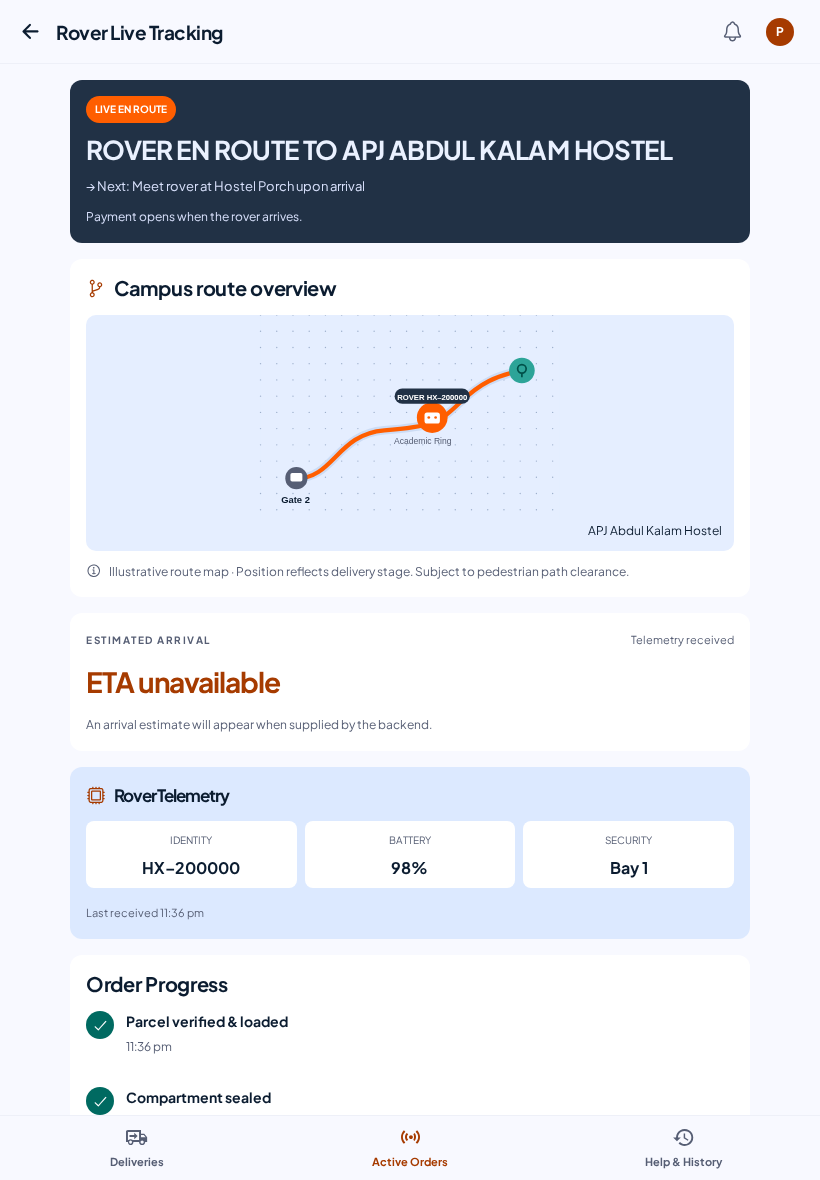 Rover Live Tracking
P
LIVE EN ROUTE
ROVER EN ROUTE TO APJ ABDUL KALAM HOSTEL
→ Next: Meet rover at Hostel Porch upon arrival
Payment opens when the rover arrives.
Campus route overview
ROVER HX-200000
Academic Ring
Gate 2
APJ Abdul Kalam Hostel
Illustrative route map · Position reflects delivery stage. Subject to pedestrian path clearance.
ESTIMATED ARRIVAL
Telemetry received
ETA unavailable
An arrival estimate will appear when supplied by the backend.
Rover Telemetry
IDENTITY
HX-200000
BATTERY
98%
SECURITY
Bay 1
Last received 11:36 pm
Order Progress
Parcel verified & loaded
11:36 pm
Compartment sealed
Deliveries
Active Orders
Help & History